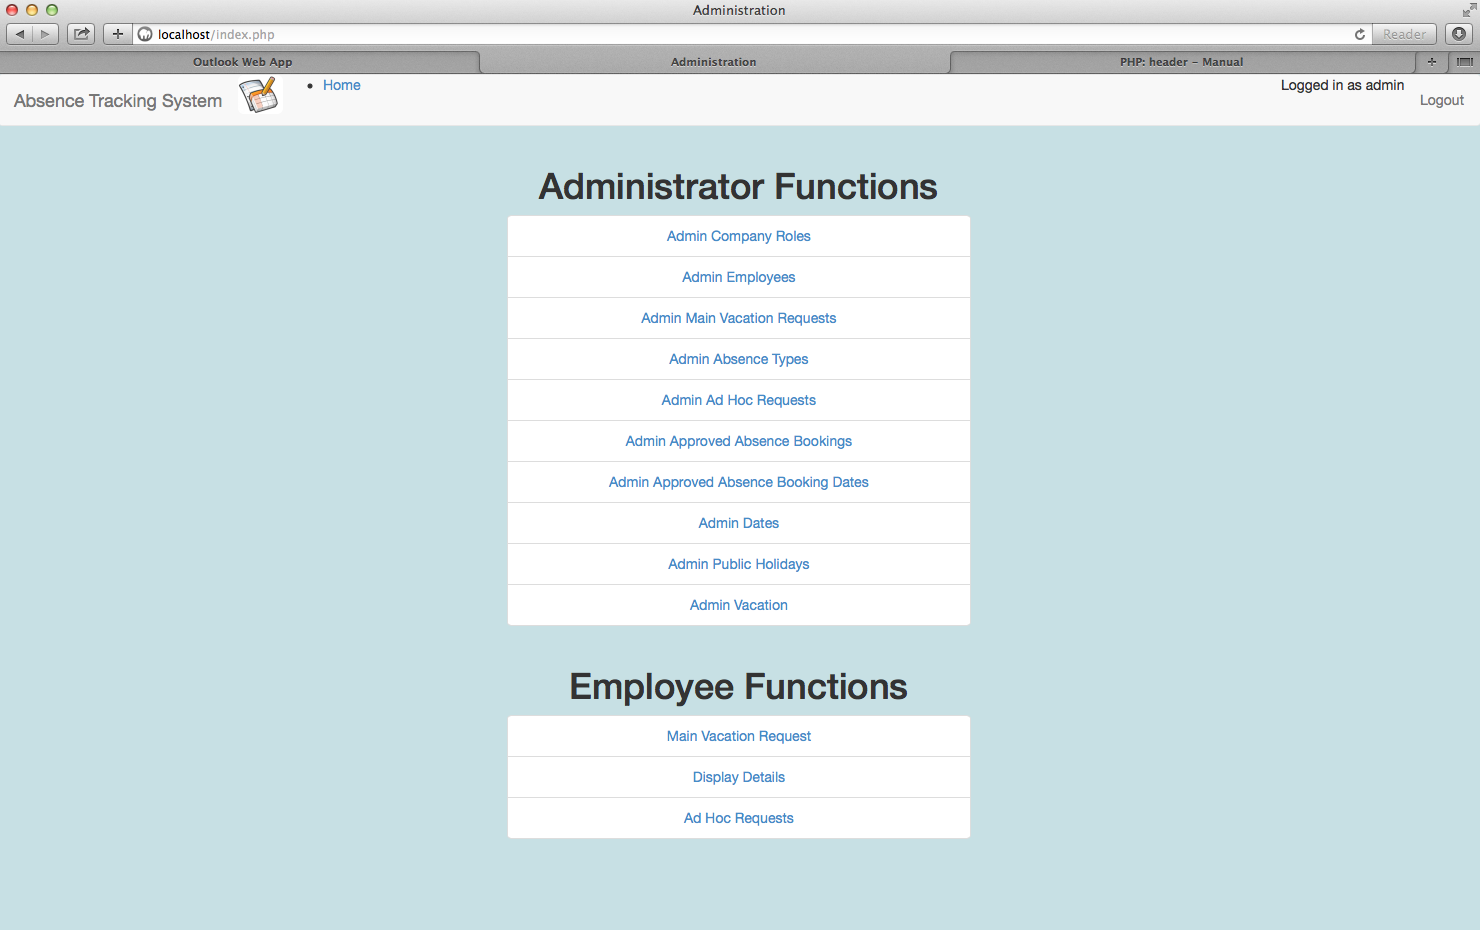 Administration
localhost/index.php
Reader
Outlook Web App
Administration
PHP: header - Manual
Absence Tracking System
Home
Logged in as admin
Logout
Administrator Functions
Admin Company Roles
Admin Employees
Admin Main Vacation Requests
Admin Absence Types
Admin Ad Hoc Requests
Admin Approved Absence Bookings
Admin Approved Absence Booking Dates
Admin Dates
Admin Public Holidays
Admin Vacation
Employee Functions
Main Vacation Request
Display Details
Ad Hoc Requests